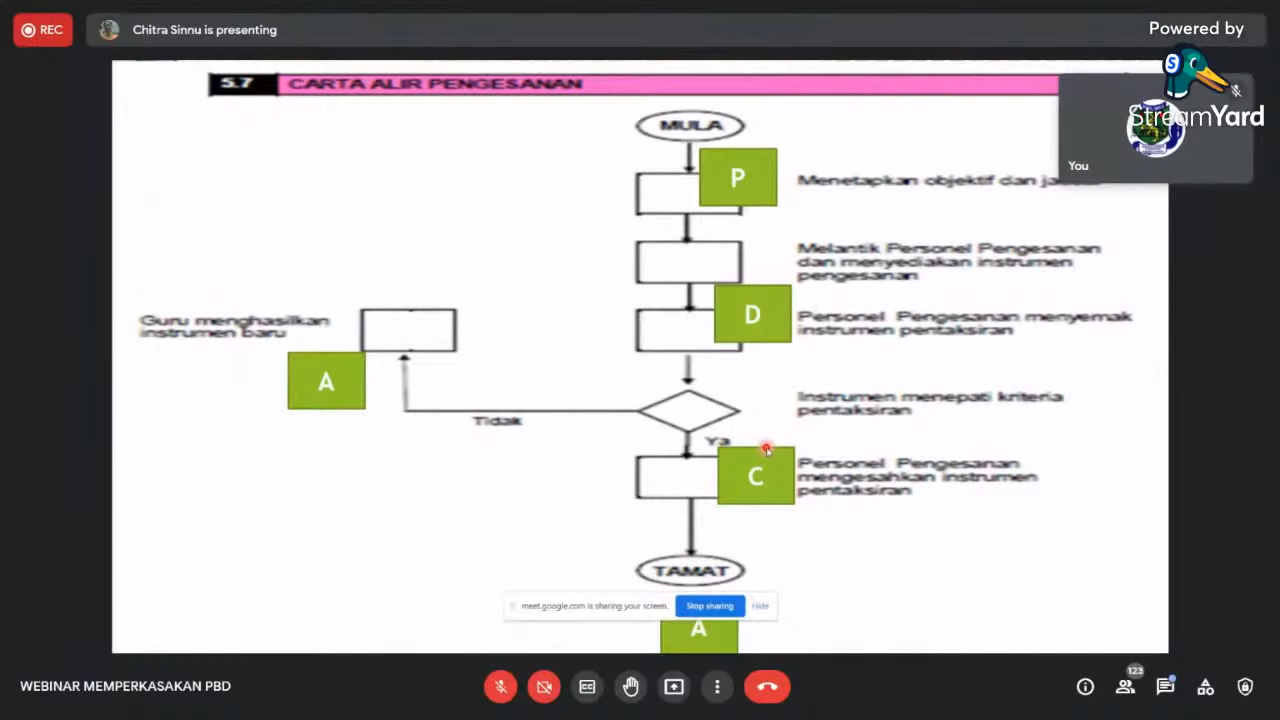 REC
Chitra Sinnu is presenting
Powered by
StreamYard
You
5.7 CARTA ALIR PENGESANAN
MULA
P
Menetapkan objektif dan
Melantik Personel Pengesanan
dan menyediakan instrumen
pengesanan
D
Personel Pengesanan menyemak
instrumen pentaksiran
Guru menghasilkan
instrumen baru
A
Instrumen menepati kriteria
pentaksiran
Tidak
Ya
C
Personel Pengesanan
mengesahkan instrumen
pentaksiran
TAMAT
meet.google.com is sharing your screen.
Stop sharing
Hide
A
WEBINAR MEMPERKASAKAN PBD
123